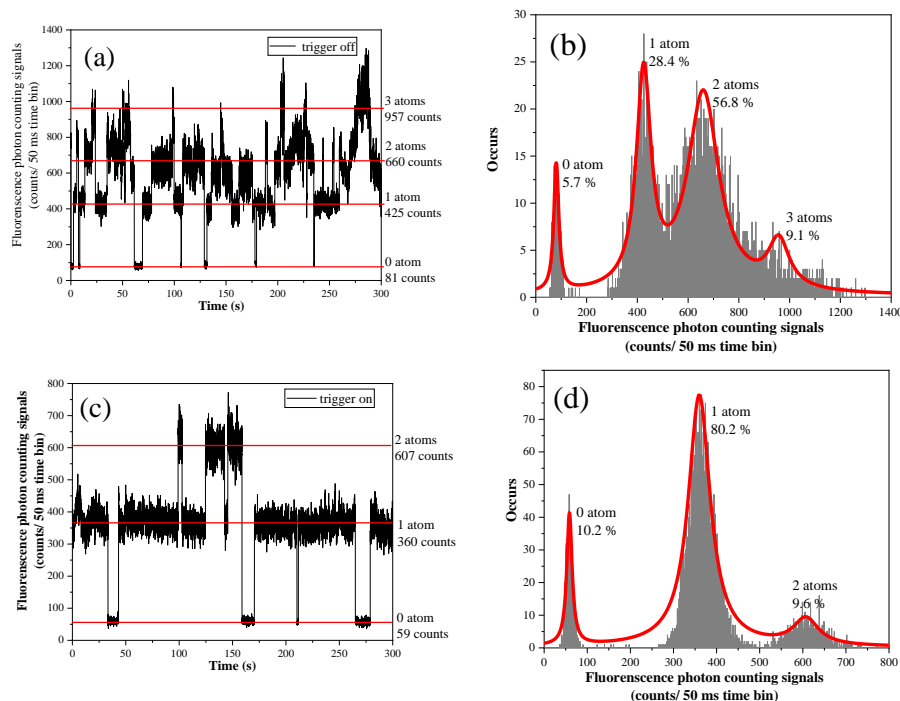 (a)
trigger off
1400
1200
1000
800
600
400
200
0
3 atoms
957 counts
2 atoms
660 counts
1 atom
425 counts
0 atom
81 counts
0 50 100 150 200 250 300
Time (s)
Fluorescence photon counting signals
(counts/ 50 ms time bin)
(b)
30
25
20
15
10
5
0
Occurs
0 atom
5.7 %
1 atom
28.4 %
2 atoms
56.8 %
3 atoms
9.1 %
0 200 400 600 800 1000 1200 1400
Fluorenscence photon counting signals
(counts/ 50 ms time bin)
(c)
trigger on
800
700
600
500
400
300
200
100
0
2 atoms
607 counts
1 atom
360 counts
0 atom
59 counts
0 50 100 150 200 250 300
Time (s)
Fluorescence photon counting signals
(counts/ 50 ms time bin)
(d)
80
70
60
50
40
30
20
10
0
Occurs
0 atom
10.2 %
1 atom
80.2 %
2 atoms
9.6 %
0 100 200 300 400 500 600 700 800
Fluorenscence photon counting signals
(counts/ 50 ms time bin)